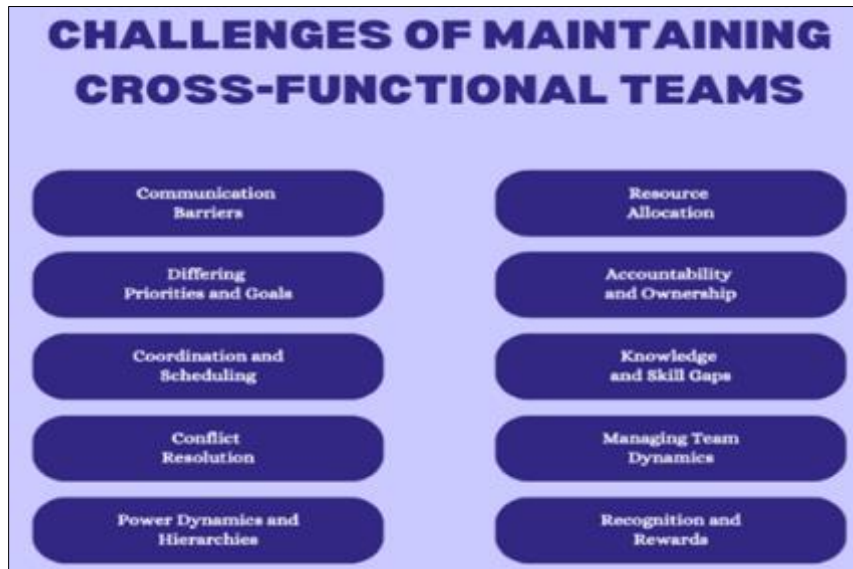 CHALLENGES OF MAINTAINING
CROSS-FUNCTIONAL TEAMS
Communication
Barriers
Differing
Priorities and Goals
Coordination and
Scheduling
Conflict
Resolution
Power Dynamics and
Hierarchies
Resource
Allocation
Accountability
and Ownership
Knowledge
and Skill Gaps
Managing Team
Dynamics
Recognition and
Rewards